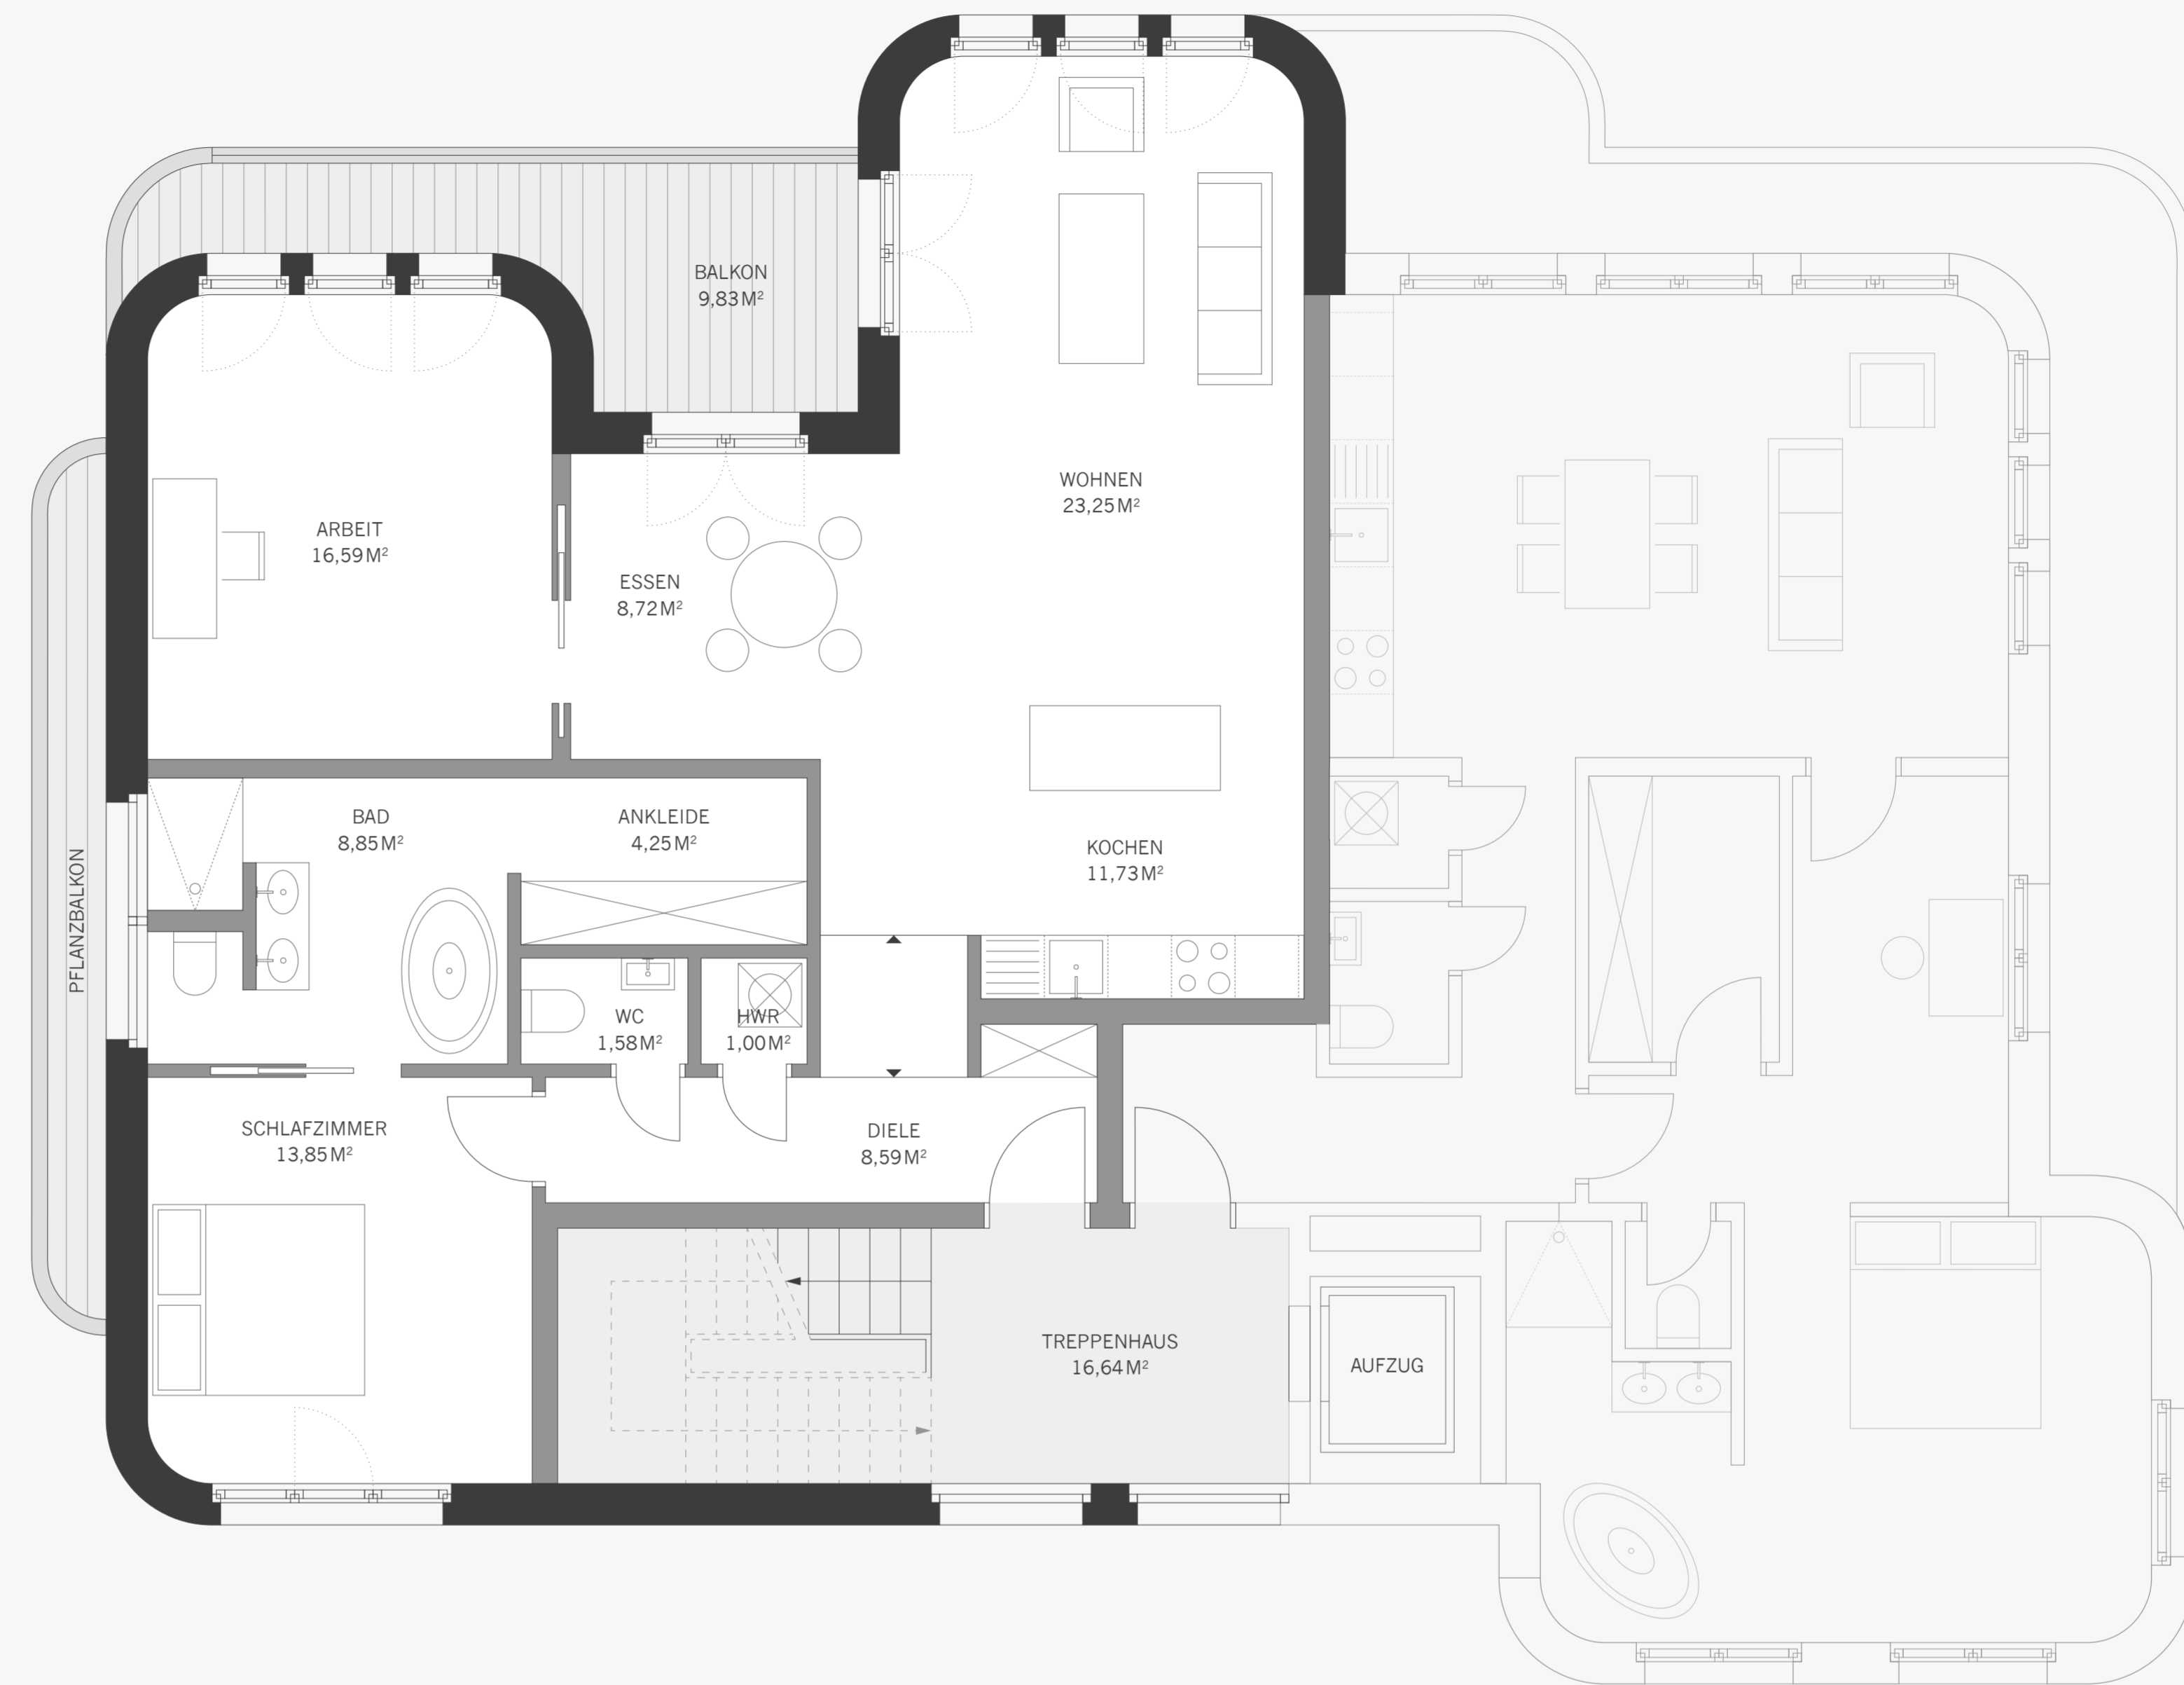 BALKON
9,83 M²
WOHNEN
23,25 M²
ARBEIT
16,59 M²
ESSEN
8,72 M²
BAD
8,85 M²
ANKLEIDE
4,25 M²
KOCHEN
11,73 M²
PFLANZBALKON
WC
1,58 M²
HWR
1,00 M²
SCHLAFZIMMER
13,85 M²
DIELE
8,59 M²
TREPPENHAUS
16,64 M²
AUFZUG